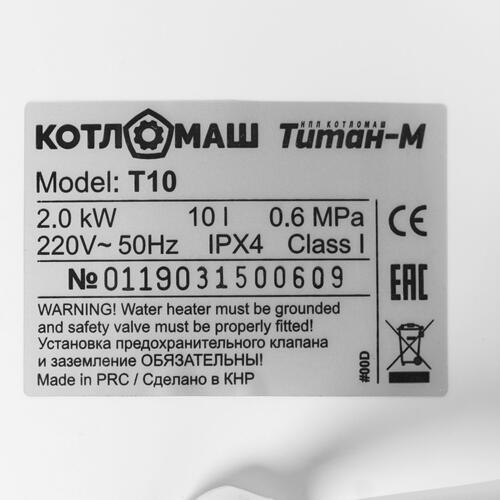 КОТЛОМАШ
НПП КОТЛОМАШ
Титан-М
Model: T10
2.0 kW 10 l 0.6 MPa
220V~ 50Hz IPX4 Class I
№ 0119031500609
CE
EAC
WARNING! Water heater must be grounded
and safety valve must be properly fitted!
Установка предохранительного клапана
и заземление ОБЯЗАТЕЛЬНЫ!
Made in PRC / Сделано в КНР
#00D